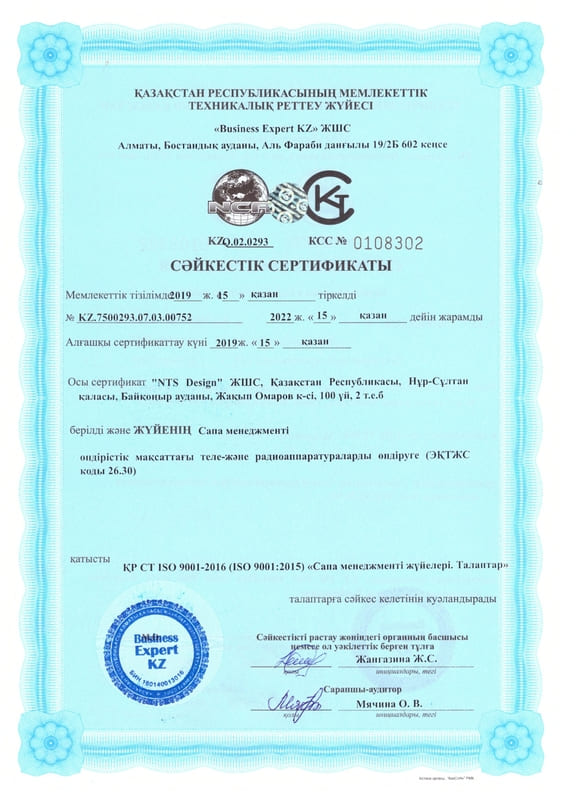 ҚАЗАҚСТАН РЕСПУБЛИКАСЫНЫҢ МЕМЛЕКЕТТІК
ТЕХНИКАЛЫҚ РЕТТЕУ ЖҮЙЕСІ
«Business Expert KZ» ЖШС
Алматы, Бостандық ауданы, Аль Фараби даңғылы 19/2Б 602 кеңсе
NCA КТ
KZQ.02.0293 КСС № 0108302
СӘЙКЕСТІК СЕРТИФИКАТЫ
Мемлекеттік тізілімде 2019 ж. «15» қазан тіркелді
№ KZ.7500293.07.03.00752 2022 ж. «15» қазан дейін жарамды
Алғашқы сертификаттау күні 2019ж. «15» қазан
Осы сертификат "NTS Design" ЖШС, Қазақстан Республикасы, Нұр-Сұлтан
қаласы, Байқоңыр ауданы, Жақып Омаров к-сі, 100 үй, 2 т.е.б
берілді және ЖҮЙЕНІҢ Сапа менеджменті
өндірістік мақсаттағы теле-және радиоаппаратураларды өндіруге (ЭҚТЖС
коды 26.30)
қатысты
ҚР СТ ISO 9001-2016 (ISO 9001:2015) «Сапа менеджменті жүйелері. Талаптар»
талаптарға сәйкес келетінін куәландырады
Сәйкестікті растау жөніндегі органның басшысы
немесе ол уәкілеттік берген тұлға
Жангазина Ж.С.
қолы инициалдары, тегі
Сарапшы-аудитор
Мячина О. В.
қолы инициалдары, тегі
Business
Expert
KZ
БИН 180140013016